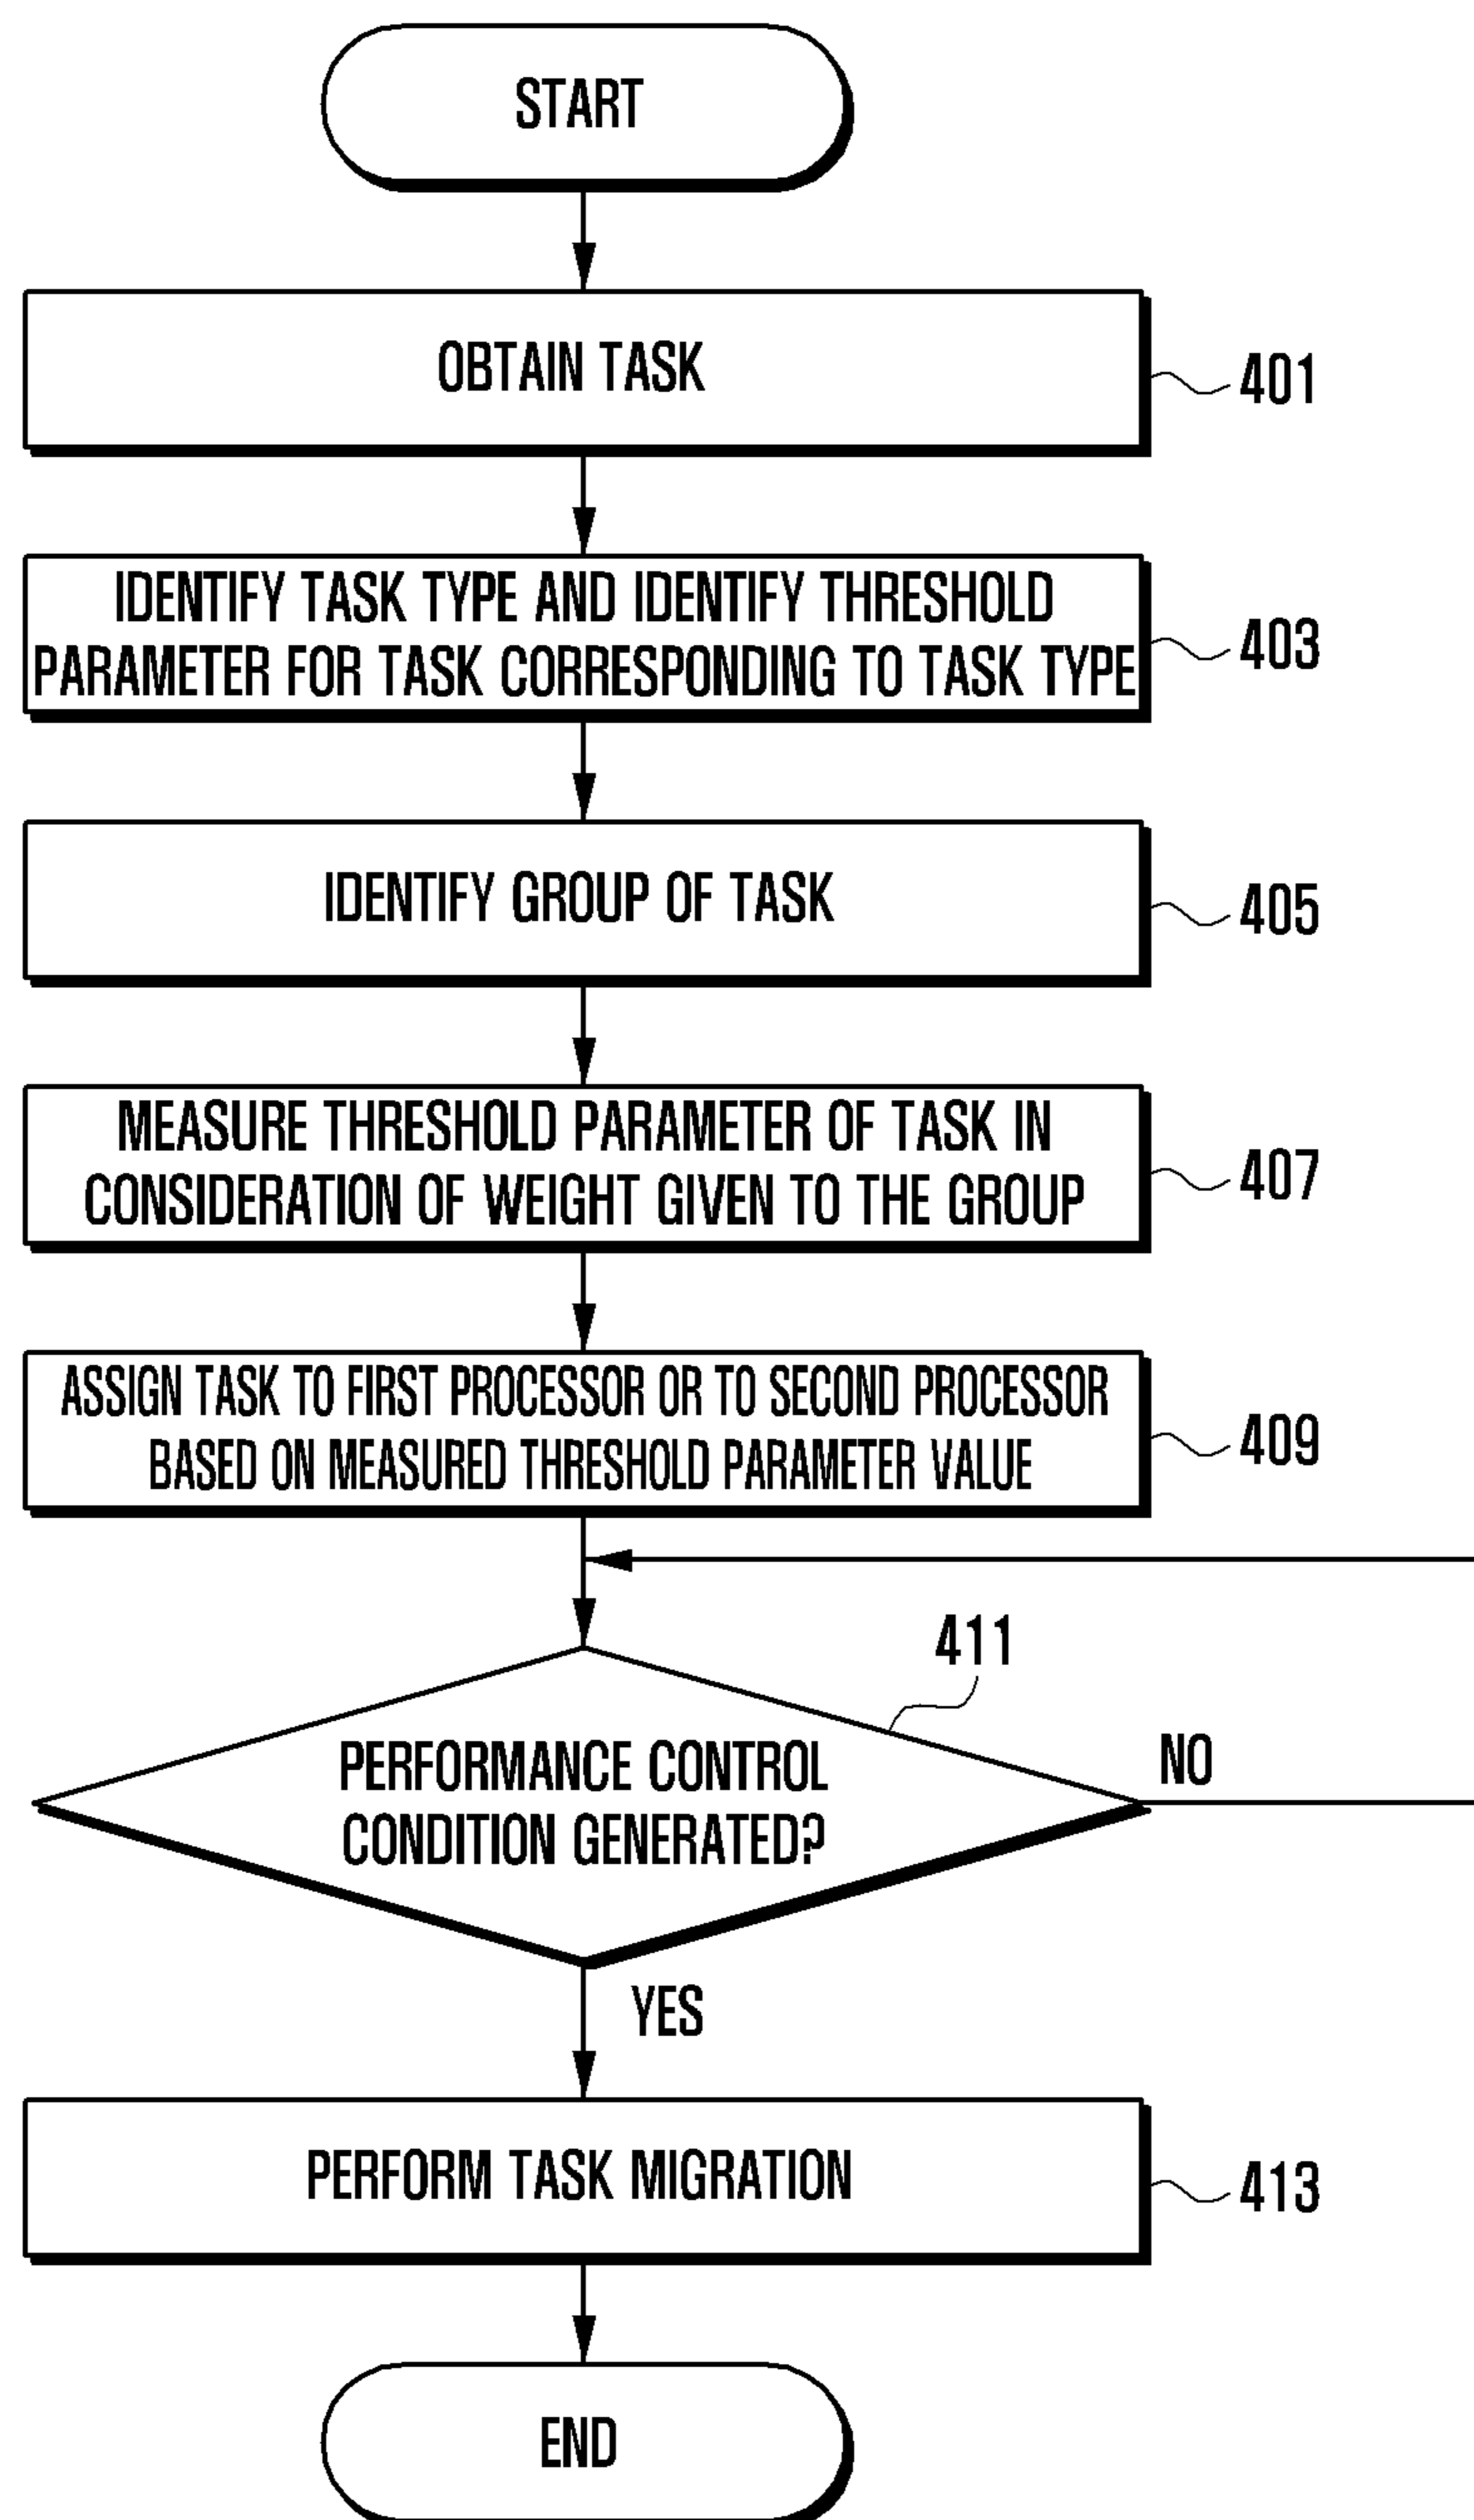 START
OBTAIN TASK
401
IDENTIFY TASK TYPE AND IDENTIFY THRESHOLD
PARAMETER FOR TASK CORRESPONDING TO TASK TYPE
403
IDENTIFY GROUP OF TASK
405
MEASURE THRESHOLD PARAMETER OF TASK IN
CONSIDERATION OF WEIGHT GIVEN TO THE GROUP
407
ASSIGN TASK TO FIRST PROCESSOR OR TO SECOND PROCESSOR
BASED ON MEASURED THRESHOLD PARAMETER VALUE
409
411
PERFORMANCE CONTROL
CONDITION GENERATED?
NO
YES
PERFORM TASK MIGRATION
413
END